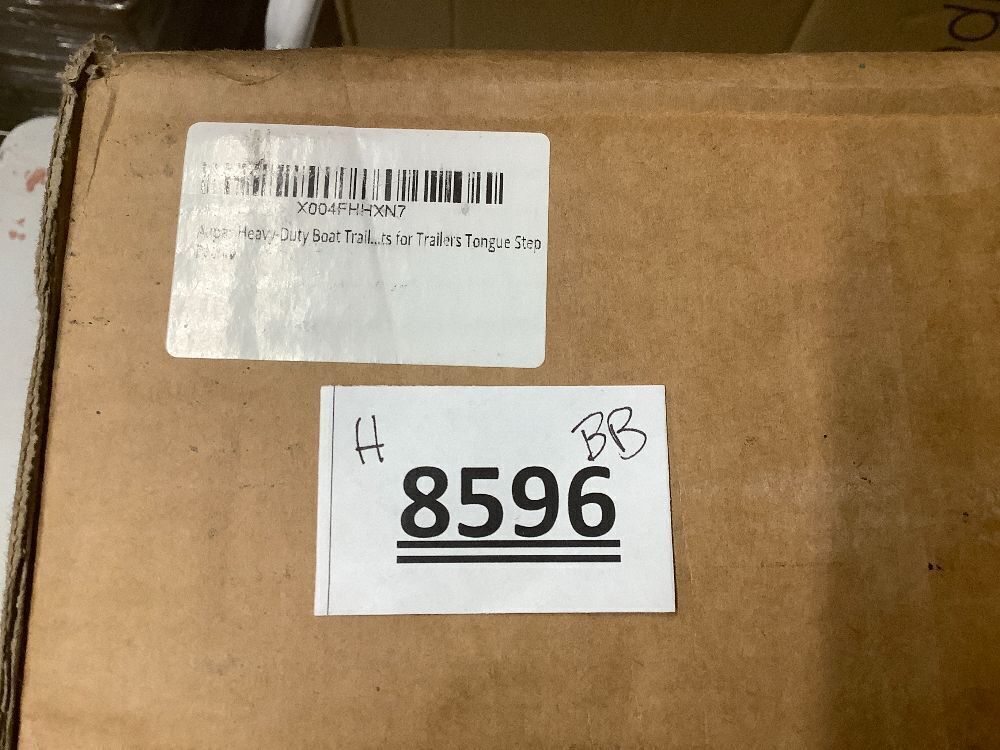 X004FHHXN7
Heavy-Duty Boat Trail...ts for Trailers Tongue Step
H BB
8596